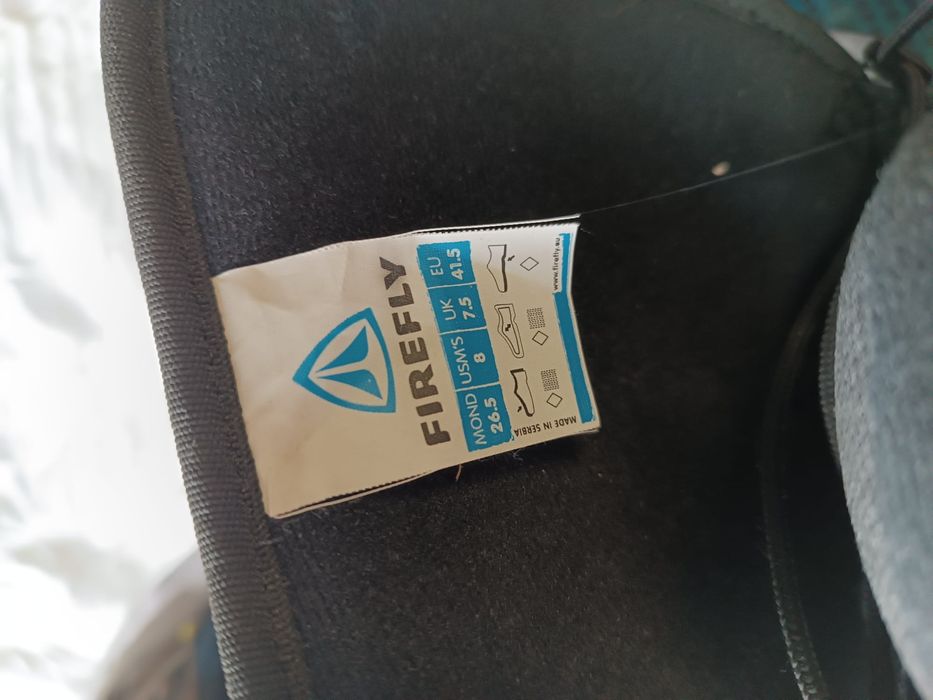 FIREFLY
MOND USM'S UK EU
26.5 8 7.5 41.5
MADE IN SERBIA
www.firefly.eu